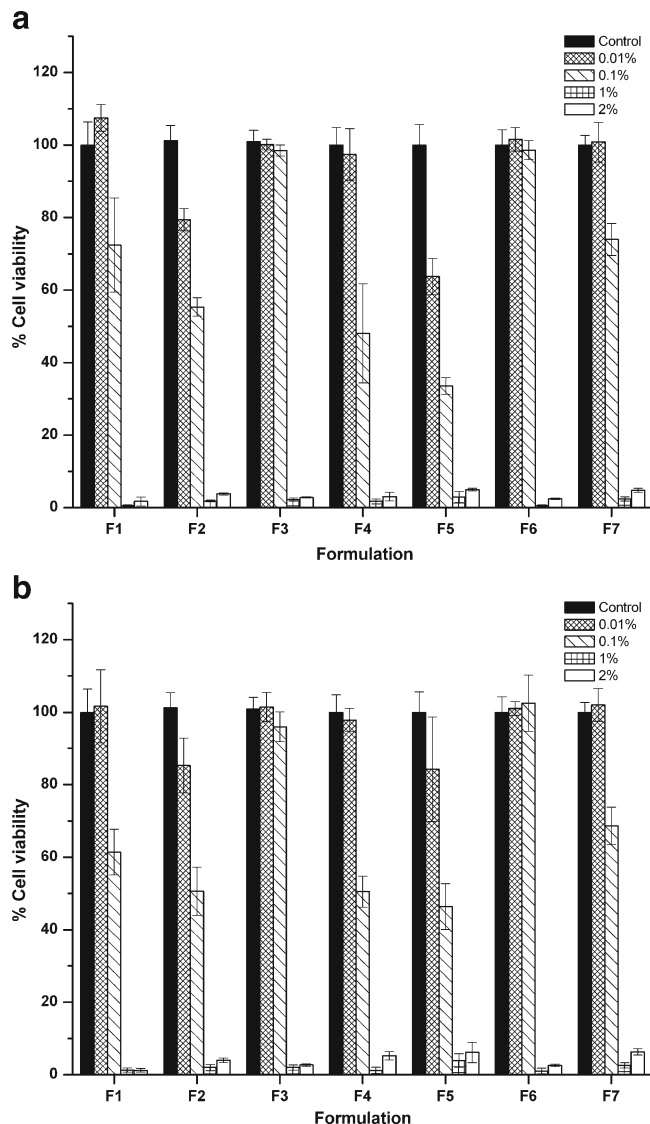 a
Control
0.01%
0.1%
1%
2%
120
100
80
60
40
20
0
% Cell viability
F1 F2 F3 F4 F5 F6 F7
Formulation
b
Control
0.01%
0.1%
1%
2%
120
100
80
60
40
20
0
% Cell viability
F1 F2 F3 F4 F5 F6 F7
Formulation